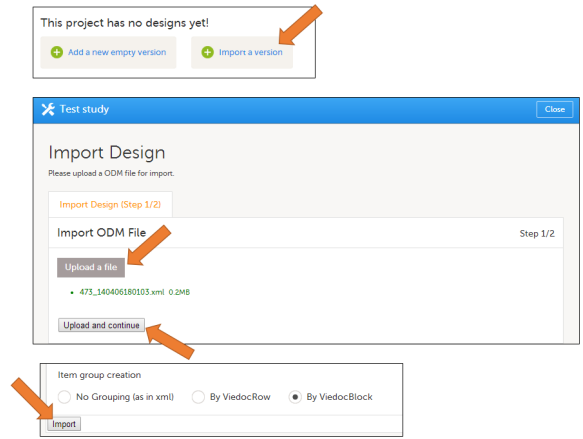 This project has no designs yet!
Add a new empty version Import a version
Test study Close
Import Design
Please upload a ODM file for import.
Import Design (Step 1/2)
Import ODM File Step 1/2
Upload a file
473_140406180103.xml 0.2MB
Upload and continue
Item group creation
No Grouping (as in xml) By ViedocRow By ViedocBlock
Import